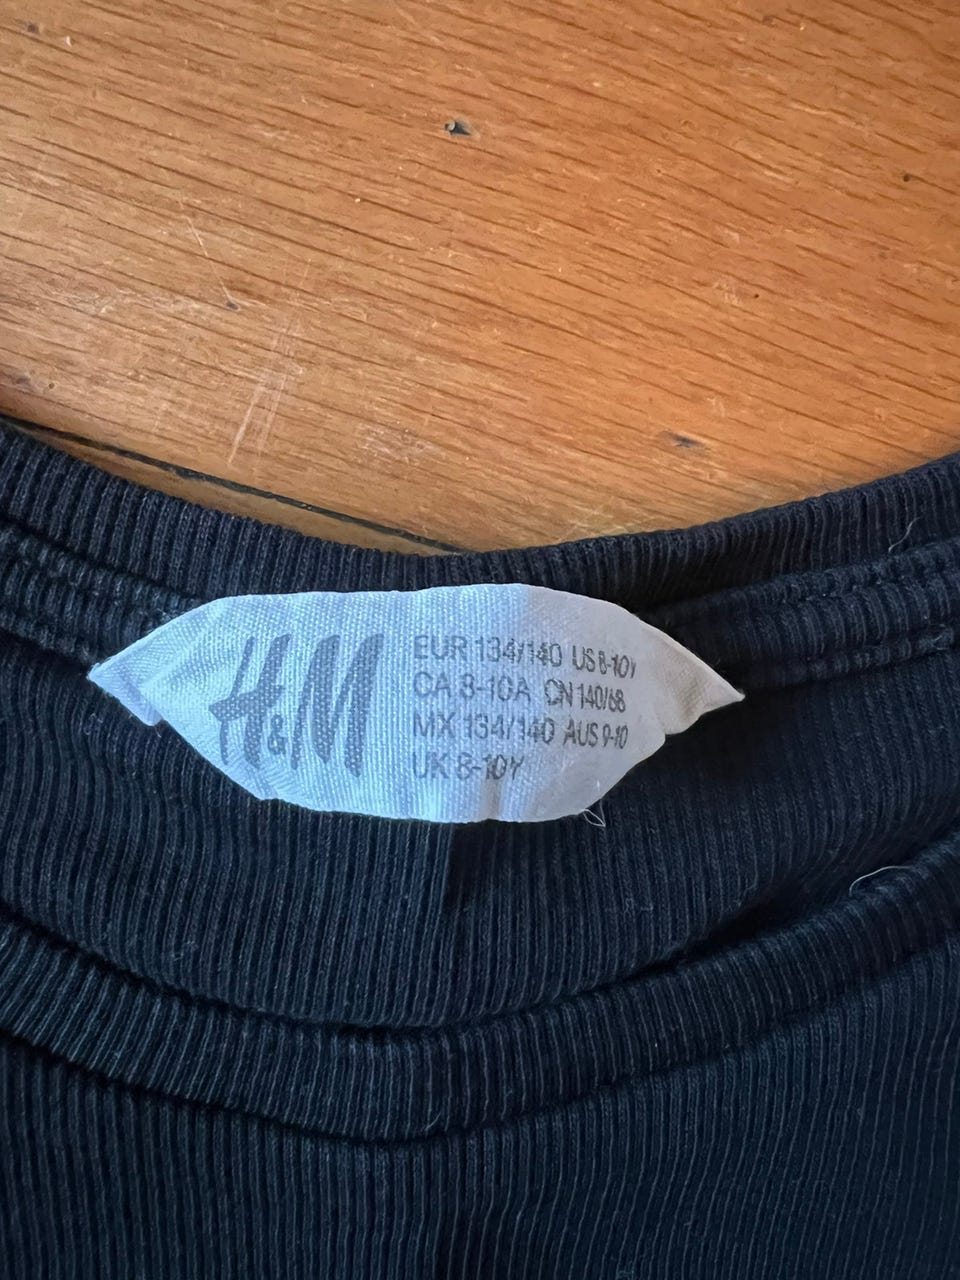 H&M
EUR 134/140 US 8-10Y
CA 8-10A CN 140/68
MX 134/140 AUS 9-10
UK 8-10Y